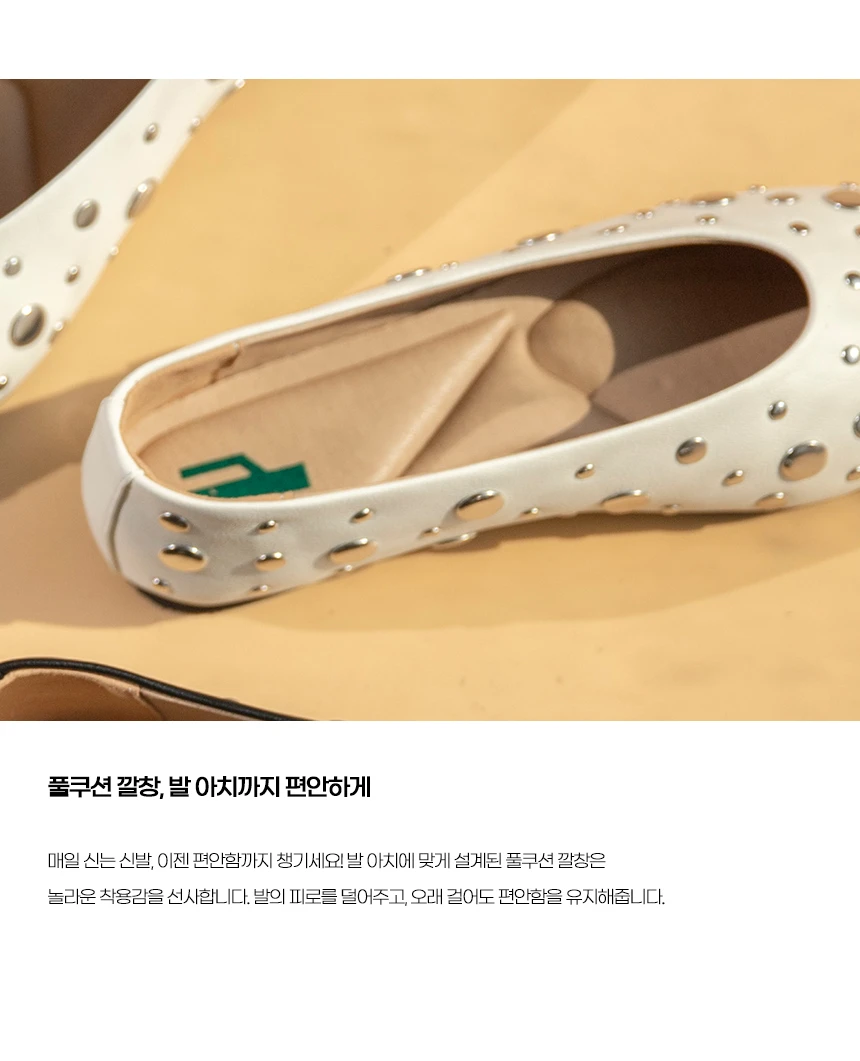 풀쿠션 깔창, 발 아치까지 편안하게
매일 신는 신발, 이젠 편안함까지 챙기세요! 발 아치에 맞게 설계된 풀쿠션 깔창은
놀라운 착용감을 선사합니다. 발의 피로를 덜어주고, 오래 걸어도 편안함을 유지해줍니다.